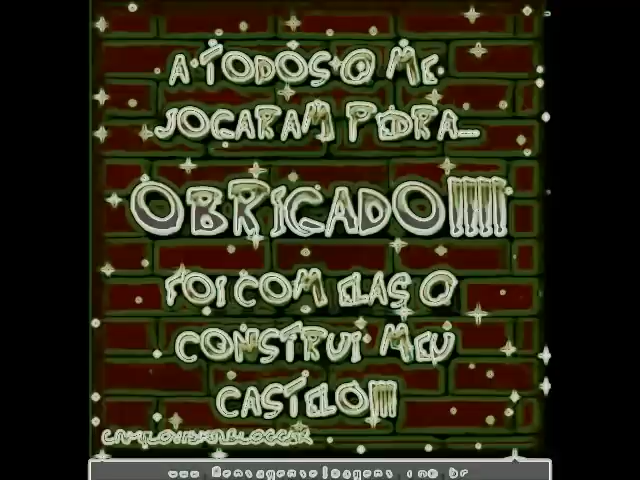 A TODOS Q ME
JOGARAM PEDRA...
OBRIGADO!!!!!
FOI COM ELAS Q
CONSTRUI MEU
CASTELO!!!